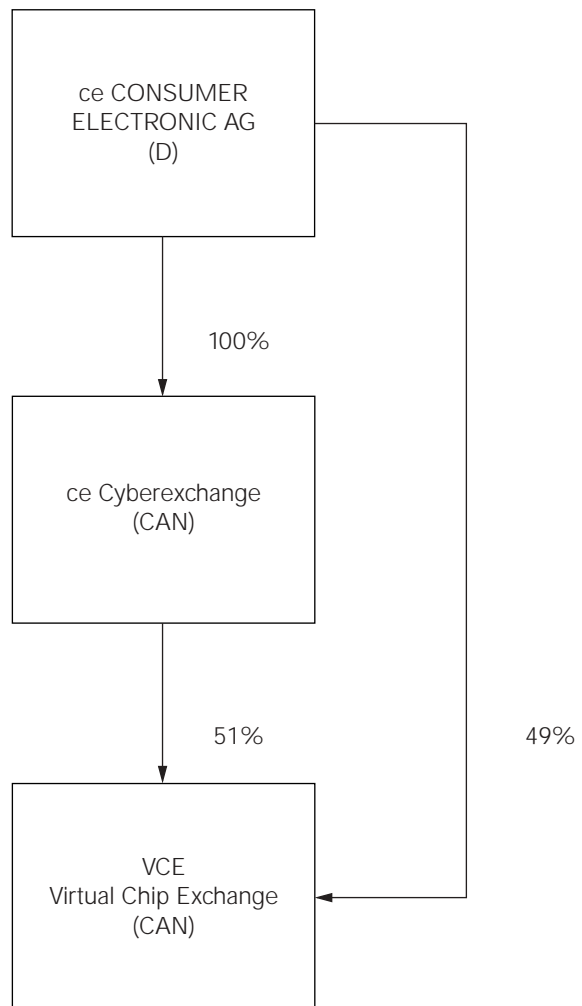 ce CONSUMER
ELECTRONIC AG
(D)
100%
ce Cyberexchange
(CAN)
51%
49%
VCE
Virtual Chip Exchange
(CAN)